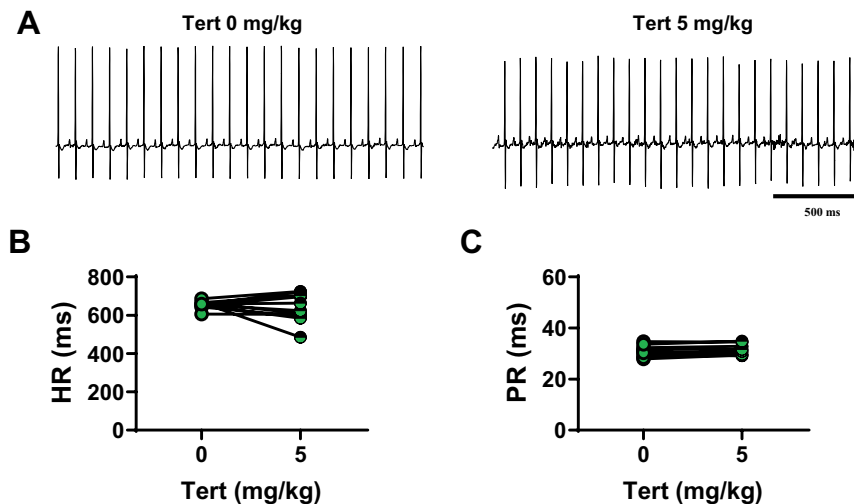 A
Tert 0 mg/kg
Tert 5 mg/kg
500 ms
B
HR (ms)
800
600
400
200
0
0
5
Tert (mg/kg)
C
PR (ms)
60
40
20
0
0
5
Tert (mg/kg)